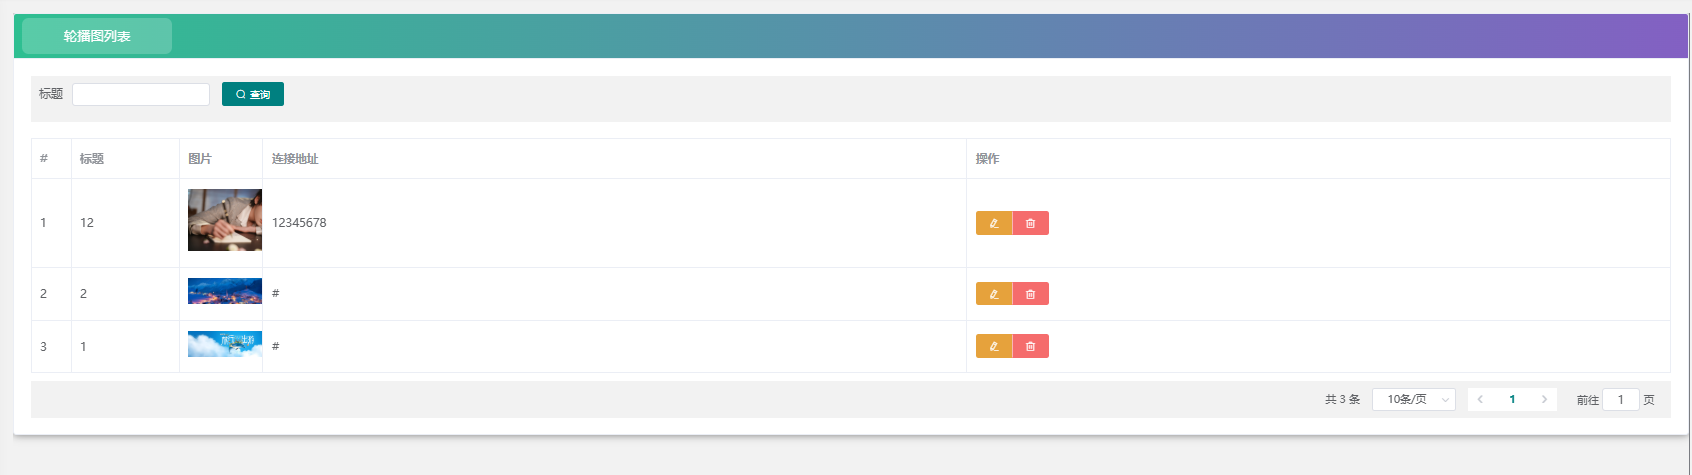 轮播图列表
标题 查询
# 标题 图片 连接地址 操作
1 12 12345678
2 2 #
3 1 #
共 3 条 10条/页 1 前往 1 页